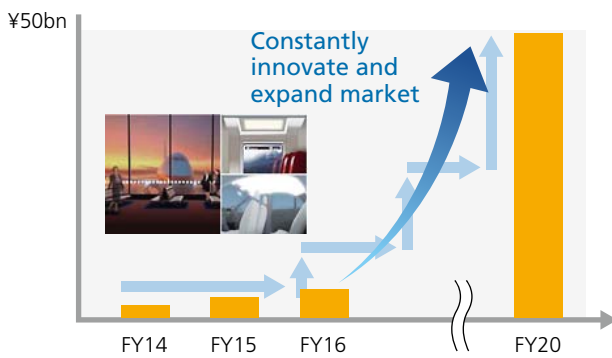 ¥50bn
Constantly
innovate and
expand market
FY14
FY15
FY16
FY20